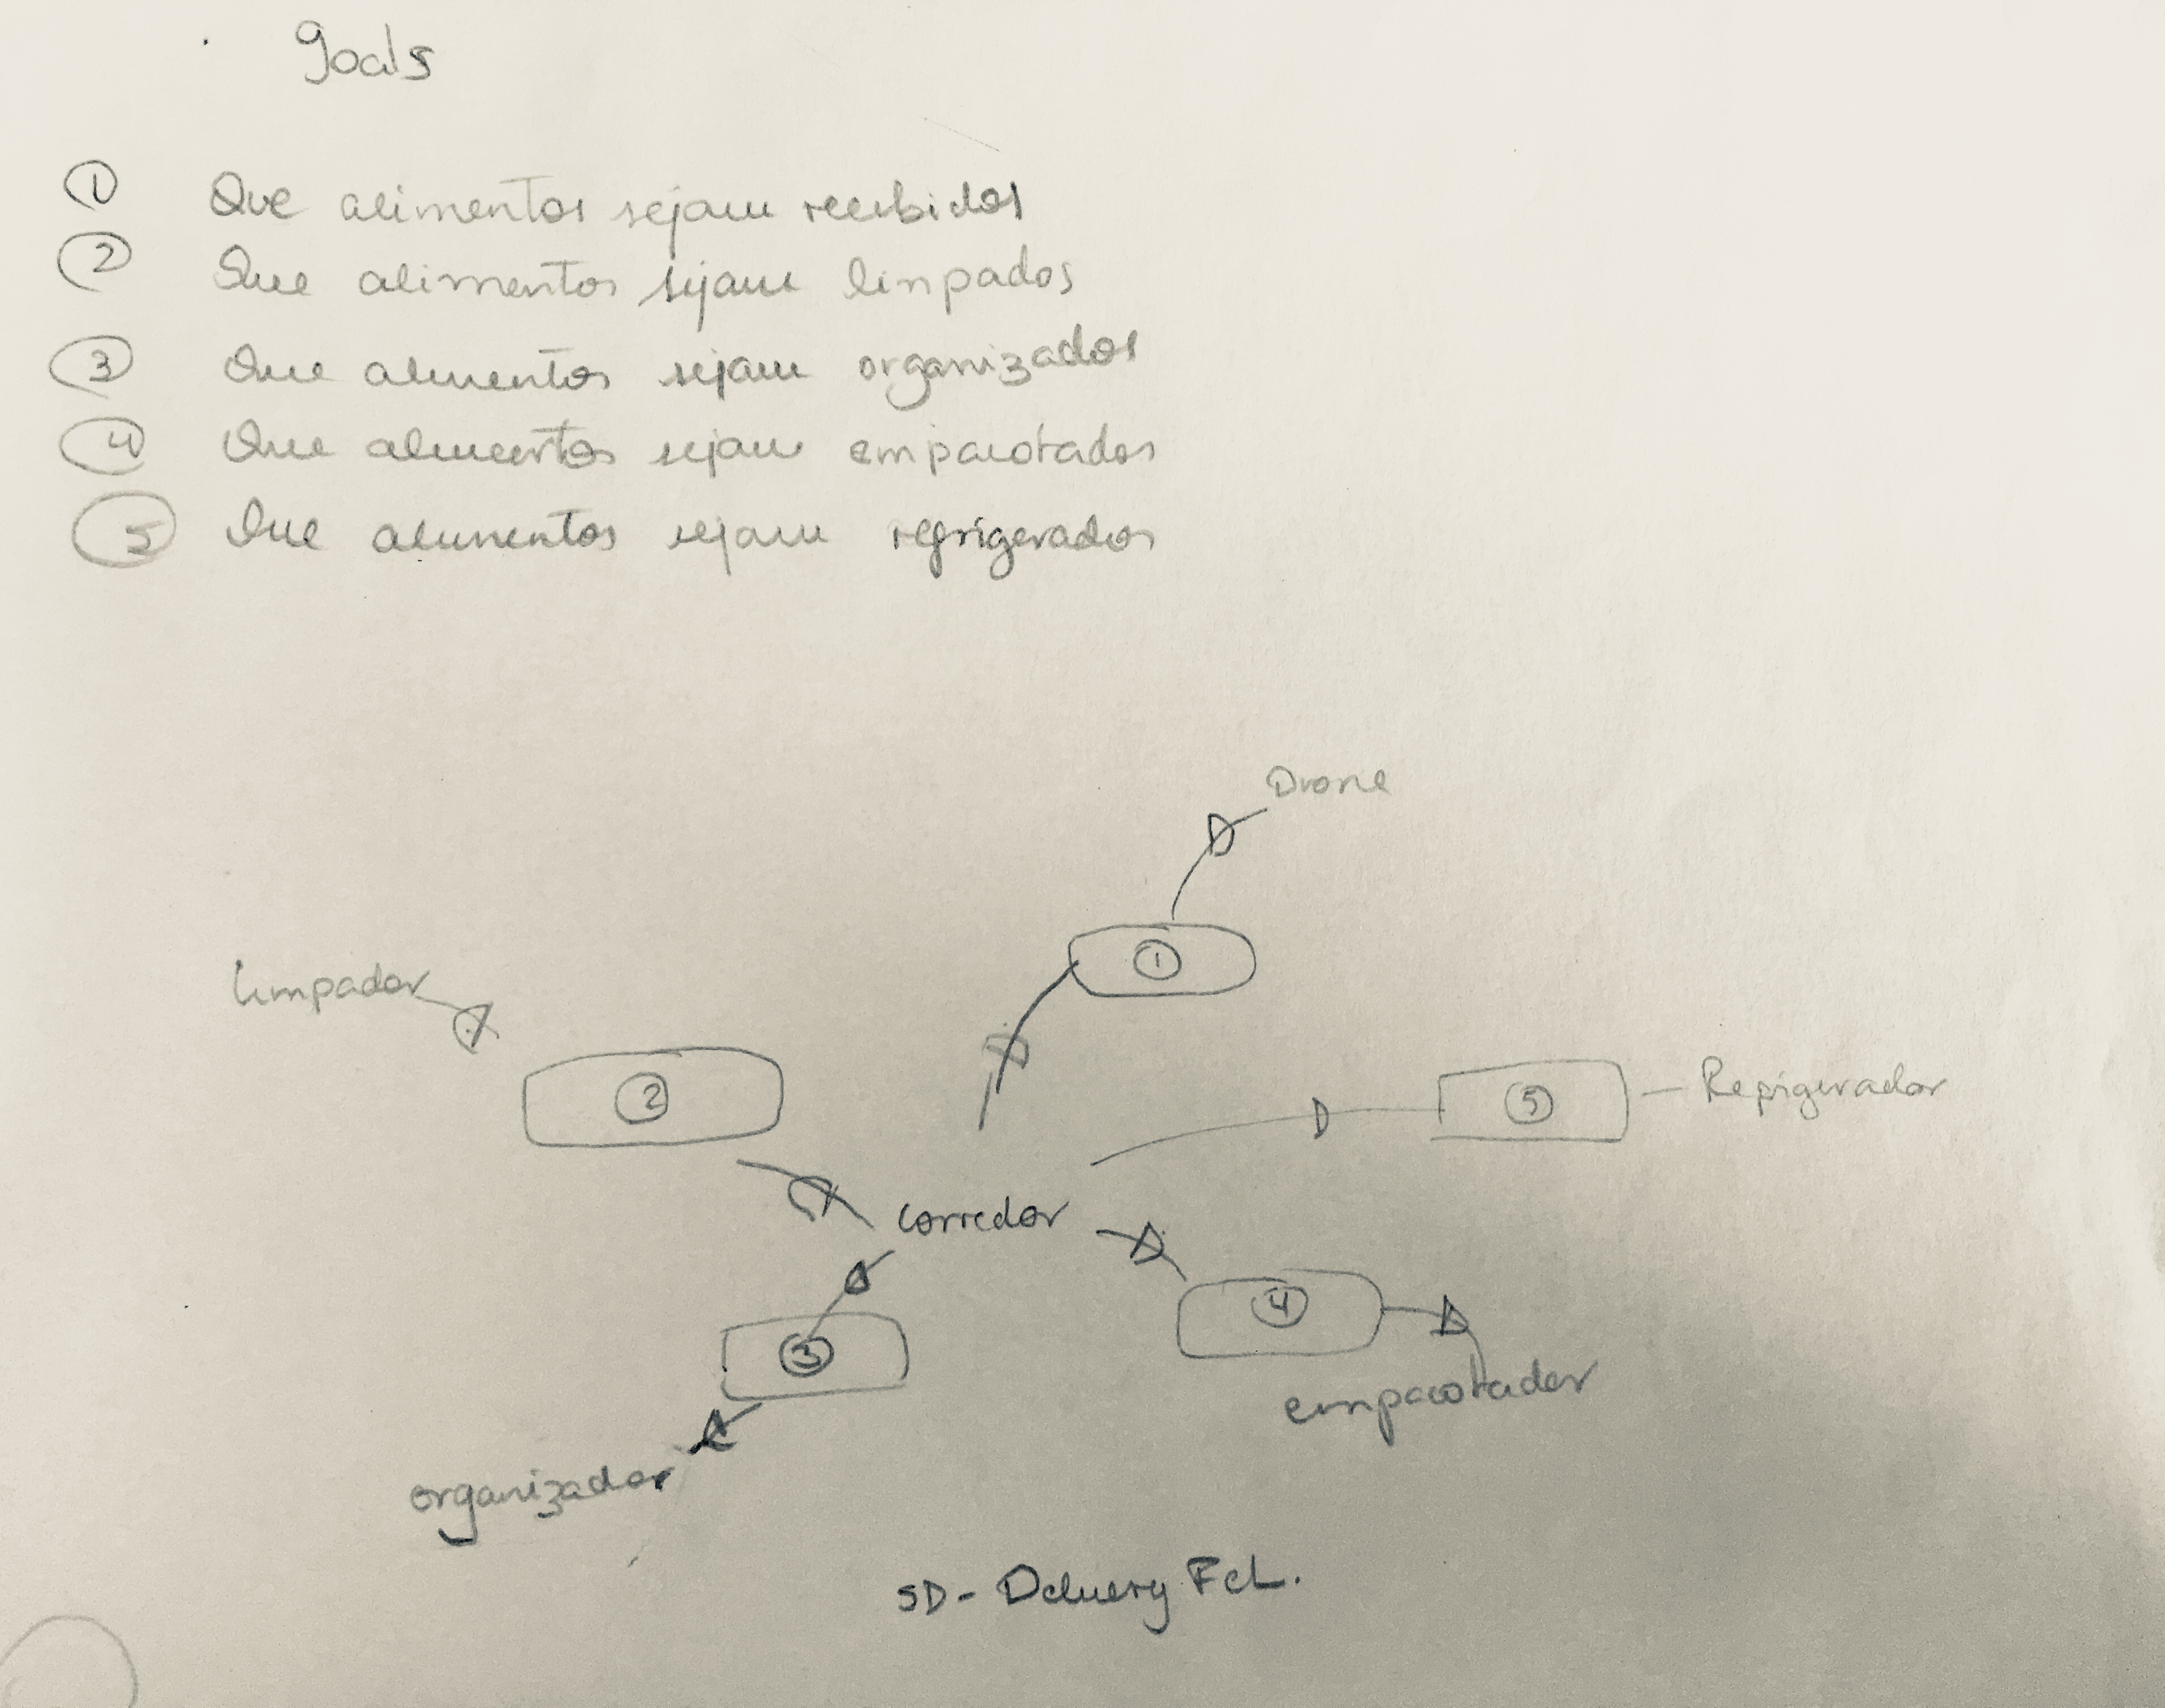 goals
① Que alimentos sejam recebidos
② Que alimentos sejam limpados
③ Que alimentos sejam organizados
④ Que alimentos sejam empacotados
⑤ Que alimentos sejam refrigerados
Drone
①
limpador
②
⑤ Refrigerador
corredor
④
③
empacotador
organizador
SD - Delivery FCL.